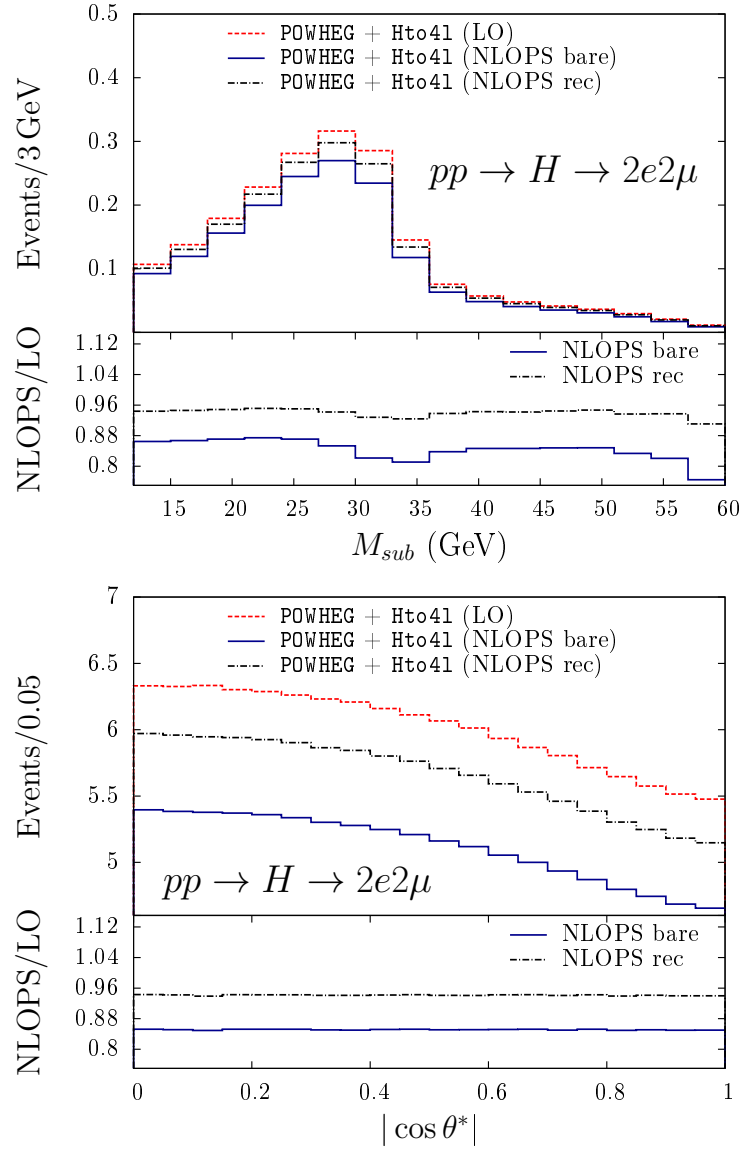 0.5
POWHEG + Hto4l (LO)
POWHEG + Hto4l (NLOPS bare)
POWHEG + Hto4l (NLOPS rec)
0.4
0.3
0.2
0.1
Events/3 GeV
pp → H → 2e2μ
1.12
1.04
0.96
0.88
0.8
NLOPS/LO
NLOPS bare
NLOPS rec
15 20 25 30 35 40 45 50 55 60
M_{sub} (GeV)
7
POWHEG + Hto4l (LO)
POWHEG + Hto4l (NLOPS bare)
POWHEG + Hto4l (NLOPS rec)
6.5
6
5.5
5
Events/0.05
pp → H → 2e2μ
1.12
1.04
0.96
0.88
0.8
NLOPS/LO
NLOPS bare
NLOPS rec
0 0.2 0.4 0.6 0.8 1
| cos θ*|